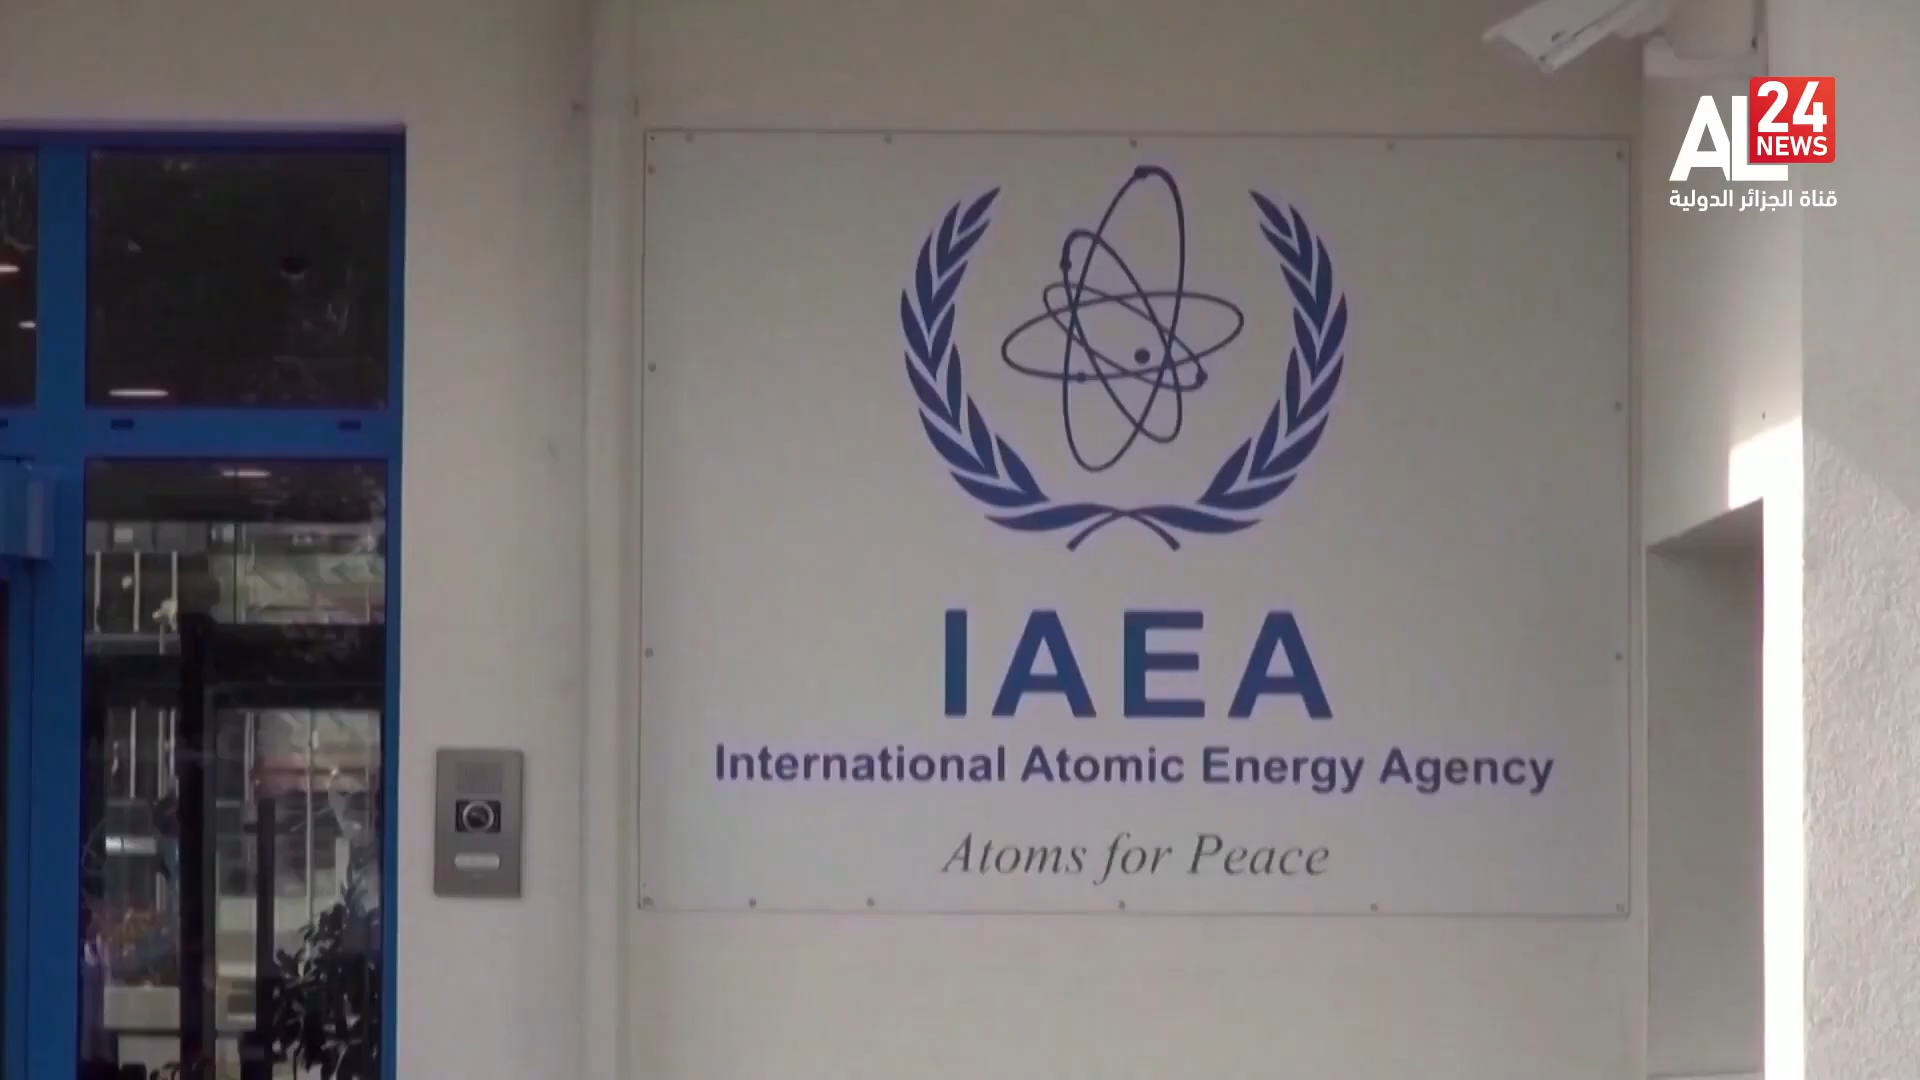 AL
24
NEWS
قناة الجزائر الدولية
IAEA
International Atomic Energy Agency
Atoms for Peace